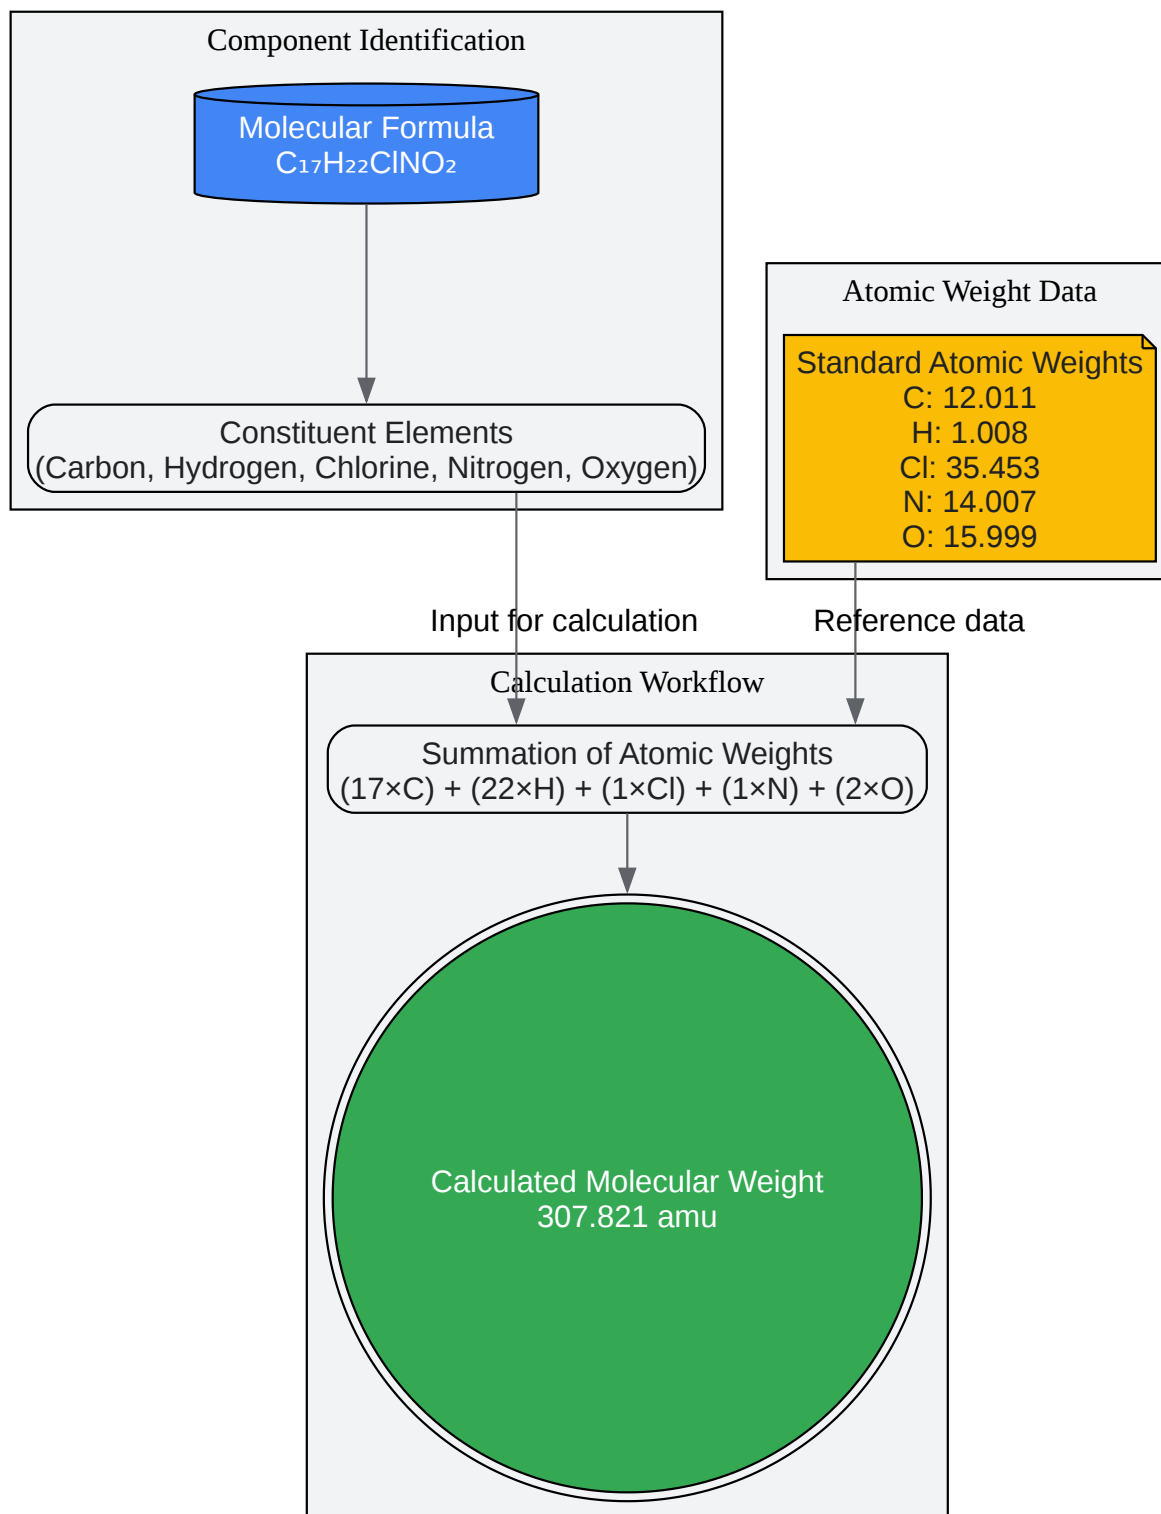 Component Identification
Molecular Formula
C₁₇H₂₂ClNO₂
Constituent Elements
(Carbon, Hydrogen, Chlorine, Nitrogen, Oxygen)
Atomic Weight Data
Standard Atomic Weights
C: 12.011
H: 1.008
Cl: 35.453
N: 14.007
O: 15.999
Input for calculation
Reference data
Calculation Workflow
Summation of Atomic Weights
(17×C) + (22×H) + (1×Cl) + (1×N) + (2×O)
Calculated Molecular Weight
307.821 amu